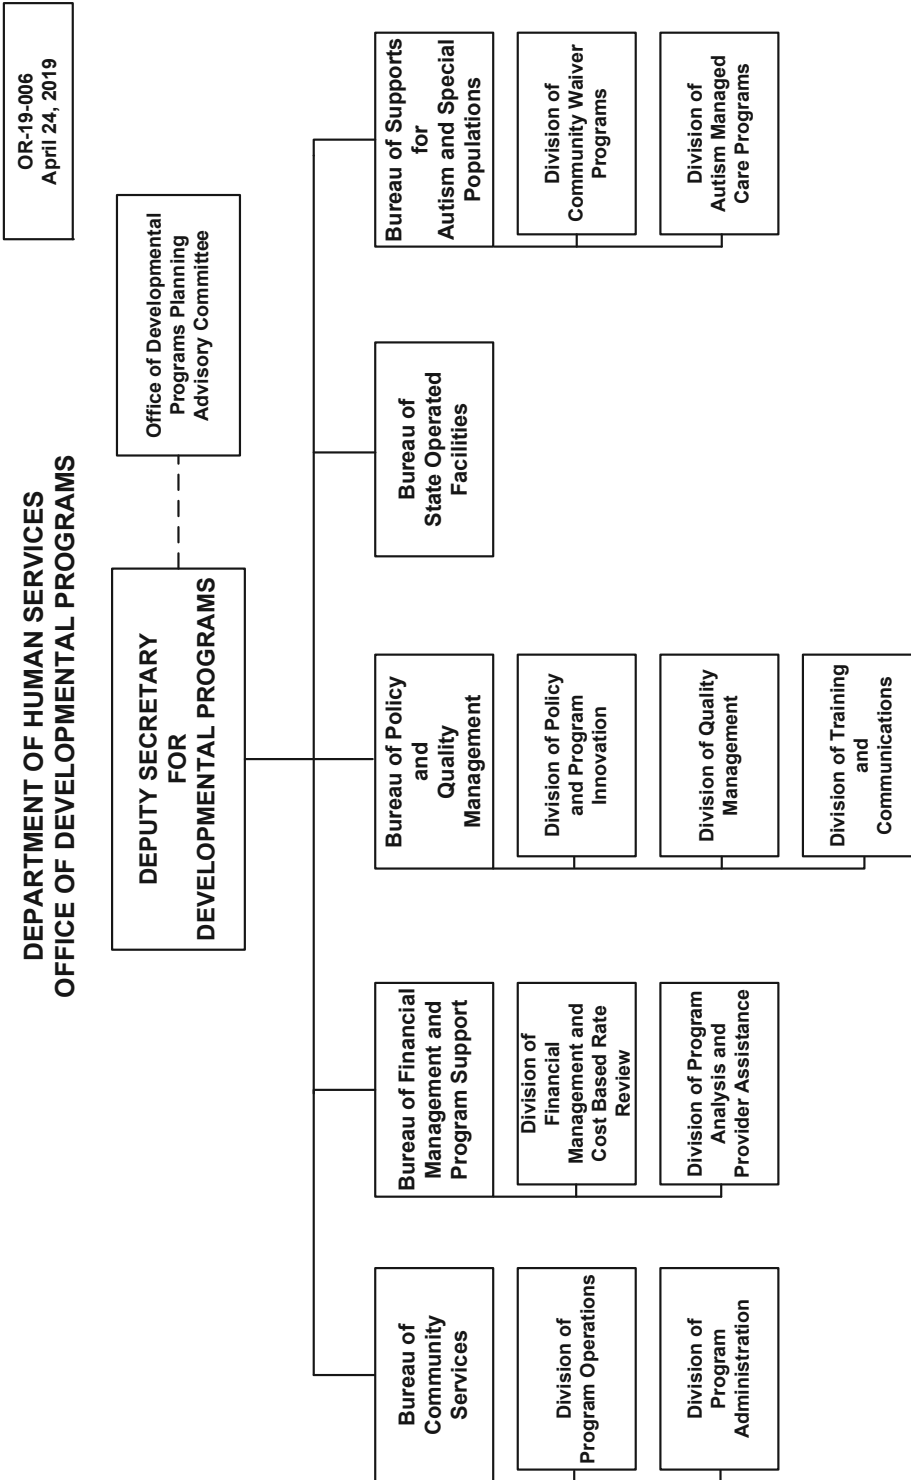 OR-19-006
April 24, 2019
DEPARTMENT OF HUMAN SERVICES
OFFICE OF DEVELOPMENTAL PROGRAMS
DEPUTY SECRETARY
FOR
DEVELOPMENTAL PROGRAMS
Office of Developmental
Programs Planning
Advisory Committee
Bureau of
Community
Services
Division of
Program Operations
Division of
Program
Administration
Bureau of Financial
Management and
Program Support
Division of
Financial
Management and
Cost Based Rate
Review
Division of Program
Analysis and
Provider Assistance
Bureau of Policy
and
Quality
Management
Division of Policy
and Program
Innovation
Division of Quality
Management
Division of Training
and
Communications
Bureau of
State Operated
Facilities
Bureau of Supports
for
Autism and Special
Populations
Division of
Community Waiver
Programs
Division of
Autism Managed
Care Programs